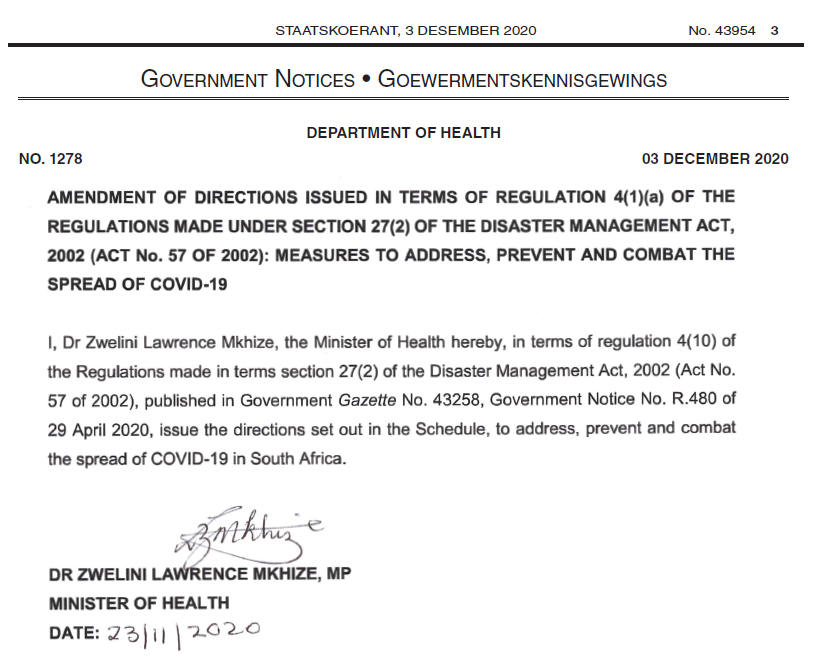 STAATSKOERANT, 3 DESEMBER 2020 No. 43954 3
GOVERNMENT NOTICES • GOEWERMENTSKENNISGEWINGS
DEPARTMENT OF HEALTH
NO. 1278 03 DECEMBER 2020
AMENDMENT OF DIRECTIONS ISSUED IN TERMS OF REGULATION 4(1)(a) OF THE
REGULATIONS MADE UNDER SECTION 27(2) OF THE DISASTER MANAGEMENT ACT,
2002 (ACT No. 57 OF 2002): MEASURES TO ADDRESS, PREVENT AND COMBAT THE
SPREAD OF COVID-19
I, Dr Zwelini Lawrence Mkhize, the Minister of Health hereby, in terms of regulation 4(10) of
the Regulations made in terms section 27(2) of the Disaster Management Act, 2002 (Act No.
57 of 2002), published in Government Gazette No. 43258, Government Notice No. R.480 of
29 April 2020, issue the directions set out in the Schedule, to address, prevent and combat
the spread of COVID-19 in South Africa.
Mkhize
DR ZWELINI LAWRENCE MKHIZE, MP
MINISTER OF HEALTH
DATE: 23/11/2020